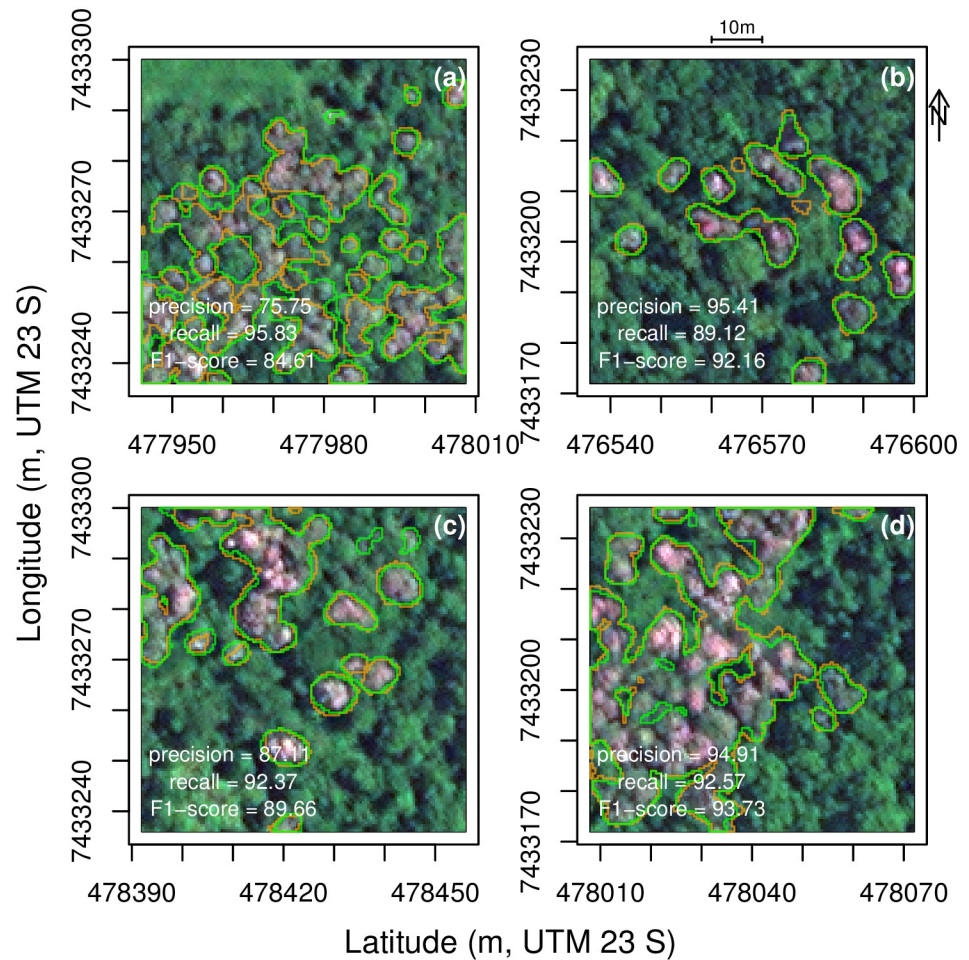 10m
N
(a)
precision = 75.75
recall = 95.83
F1−score = 84.61
7433300
7433270
7433240
477950
477980
478010
(b)
precision = 95.41
recall = 89.12
F1−score = 92.16
7433230
7433200
7433170
476540
476570
476600
(c)
precision = 87.11
recall = 92.37
F1−score = 89.66
7433300
7433270
7433240
478390
478420
478450
(d)
precision = 94.91
recall = 92.57
F1−score = 93.73
7433230
7433200
7433170
478010
478040
478070
Longitude (m, UTM 23 S)
Latitude (m, UTM 23 S)